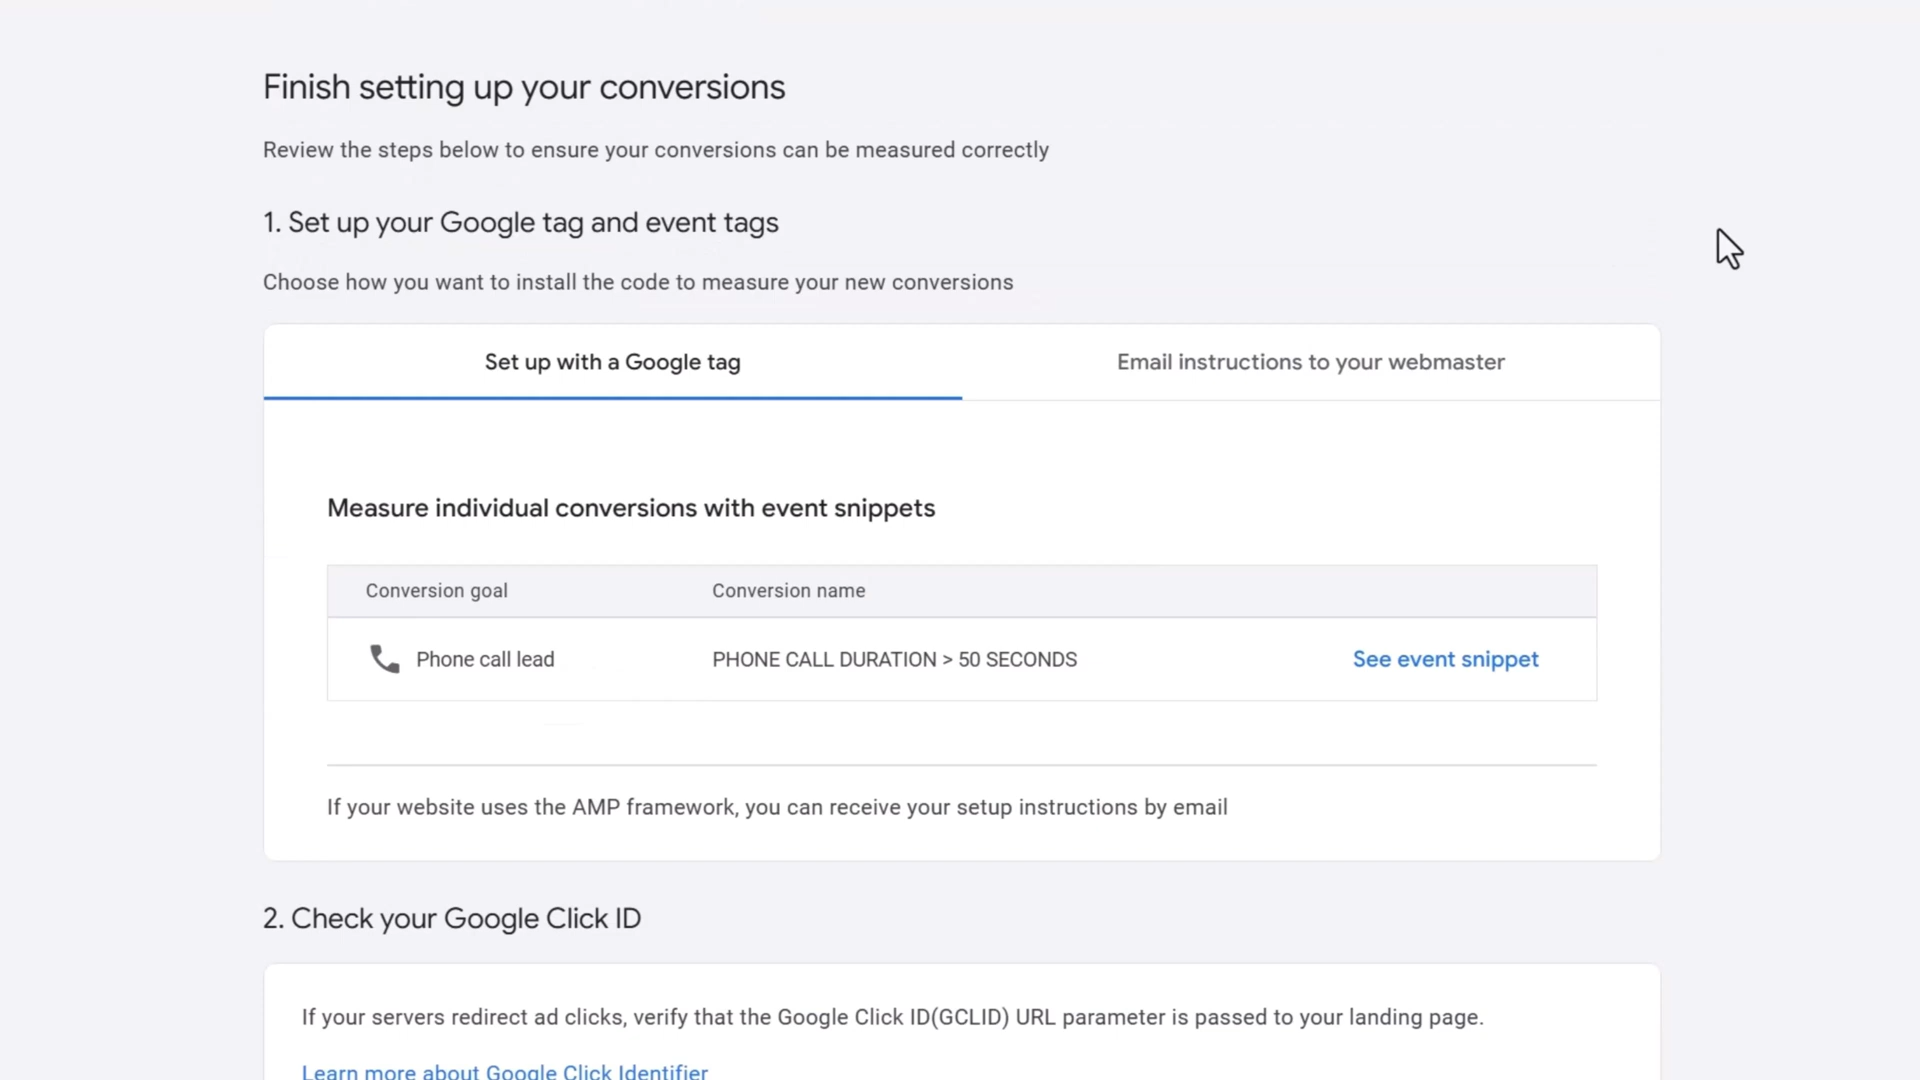 Finish setting up your conversions
Review the steps below to ensure your conversions can be measured correctly
1. Set up your Google tag and event tags
Choose how you want to install the code to measure your new conversions
Set up with a Google tag
Email instructions to your webmaster
Measure individual conversions with event snippets
Conversion goal
Conversion name
Phone call lead
PHONE CALL DURATION > 50 SECONDS
See event snippet
If your website uses the AMP framework, you can receive your setup instructions by email
2. Check your Google Click ID
If your servers redirect ad clicks, verify that the Google Click ID(GCLID) URL parameter is passed to your landing page.
Learn more about Google Click Identifier